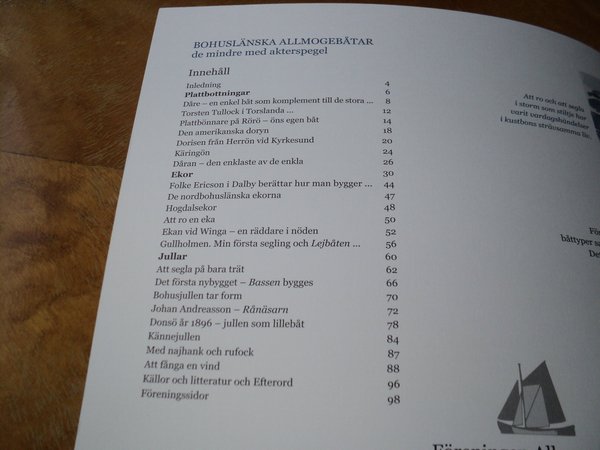 BOHUSLÄNSKA ALLMOGEBÅTAR
de mindre med akterspegel
Innehåll
Inledning 4
Plattbottningar 6
Dåre – en enkel båt som komplement till de stora ... 8
Torsten Tullock i Torslanda ... 12
Plattbönnare på Rörö – öns egen båt 14
Den amerikanska doryn 18
Dorisen från Herrön vid Kyrkesund 20
Käringön 24
Dåran – den enklaste av de enkla 26
Ekor 30
Folke Ericson i Dalby berättar hur man bygger ... 44
De nordbohuslänska ekorna 47
Hogdalsekor 48
Att ro en eka 50
Ekan vid Winga – en räddare i nöden 52
Gullholmen. Min första segling och Lejbåten ... 56
Jullar 60
Att segla på bara trät 62
Det första nybygget – Bassen bygges 66
Bohusjullen tar form 70
Johan Andreasson – Rånäsarn 72
Donsö år 1896 – jullen som lillebåt 78
Kännejullen 84
Med najhank och rufock 87
Att fånga en vind 88
Källor och litteratur och Efterord 96
Föreningssidor 98
Att ro och att segla
i storm som stiltje hör
varit vardagshändelser
i kustbons strävsamma liv.
båttyper